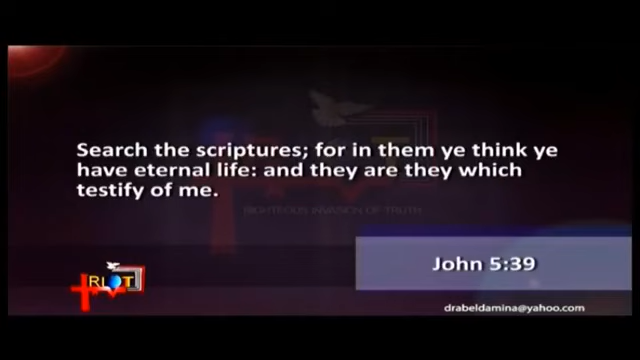 Search the scriptures; for in them ye think ye
have eternal life: and they are they which
testify of me.
RIGHTEOUS INVASION OF TRUTH
John 5:39
RIOT
TV
drabeldamina@yahoo.com